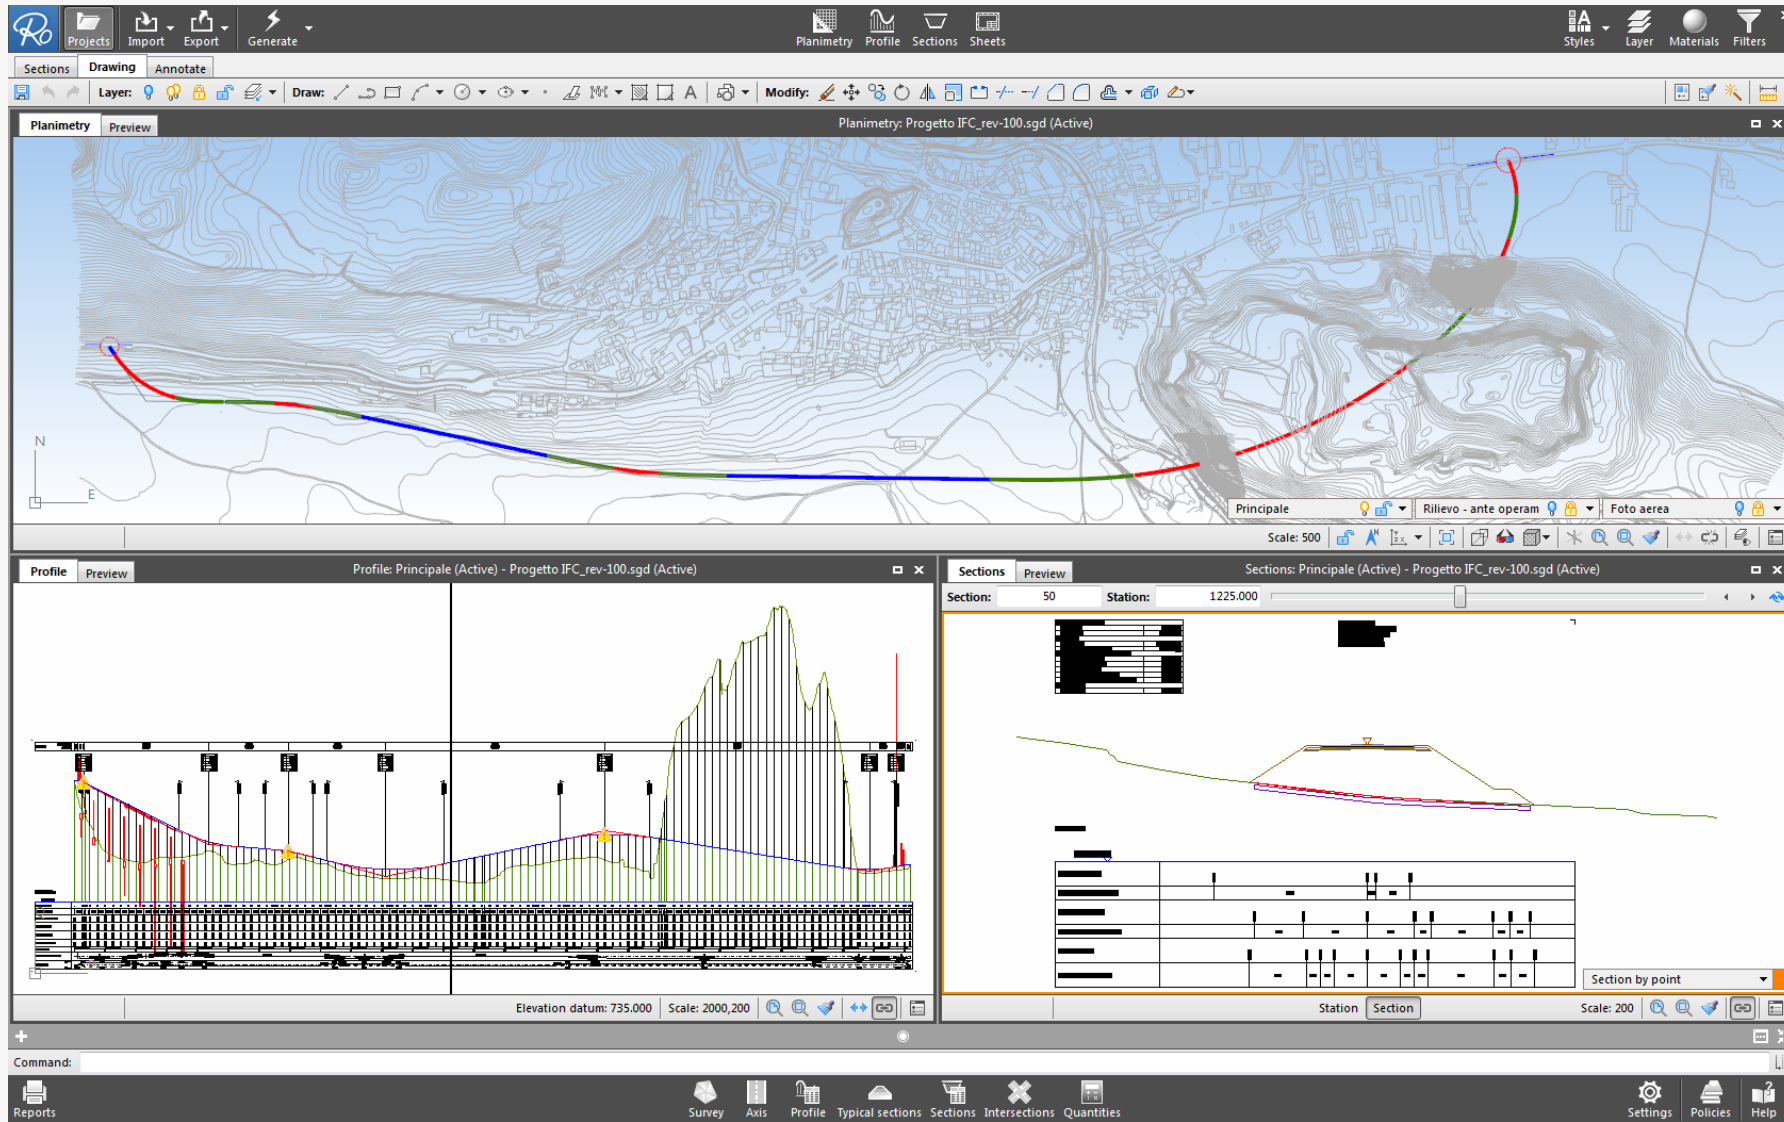 Ro
Projects Import Export Generate Planimetry Profile Sections Sheets Styles Layer Materials Filters
Sections Drawing Annotate
Layer: Draw: A Modify:
Planimetry Preview Planimetry: Progetto IFC_rev-100.sgd (Active)
N
E
Principale Rilievo - ante operam Foto aerea
Scale: 500
Profile Preview Profile: Principale (Active) - Progetto IFC_rev-100.sgd (Active)
Sections Preview Sections: Principale (Active) - Progetto IFC_rev-100.sgd (Active)
Section: 50 Station: 1225.000
Section by point
Elevation datum: 735.000 Scale: 2000,200
Station Section Scale: 200
Command:
Reports Survey Axis Profile Typical sections Sections Intersections Quantities Settings Policies Help